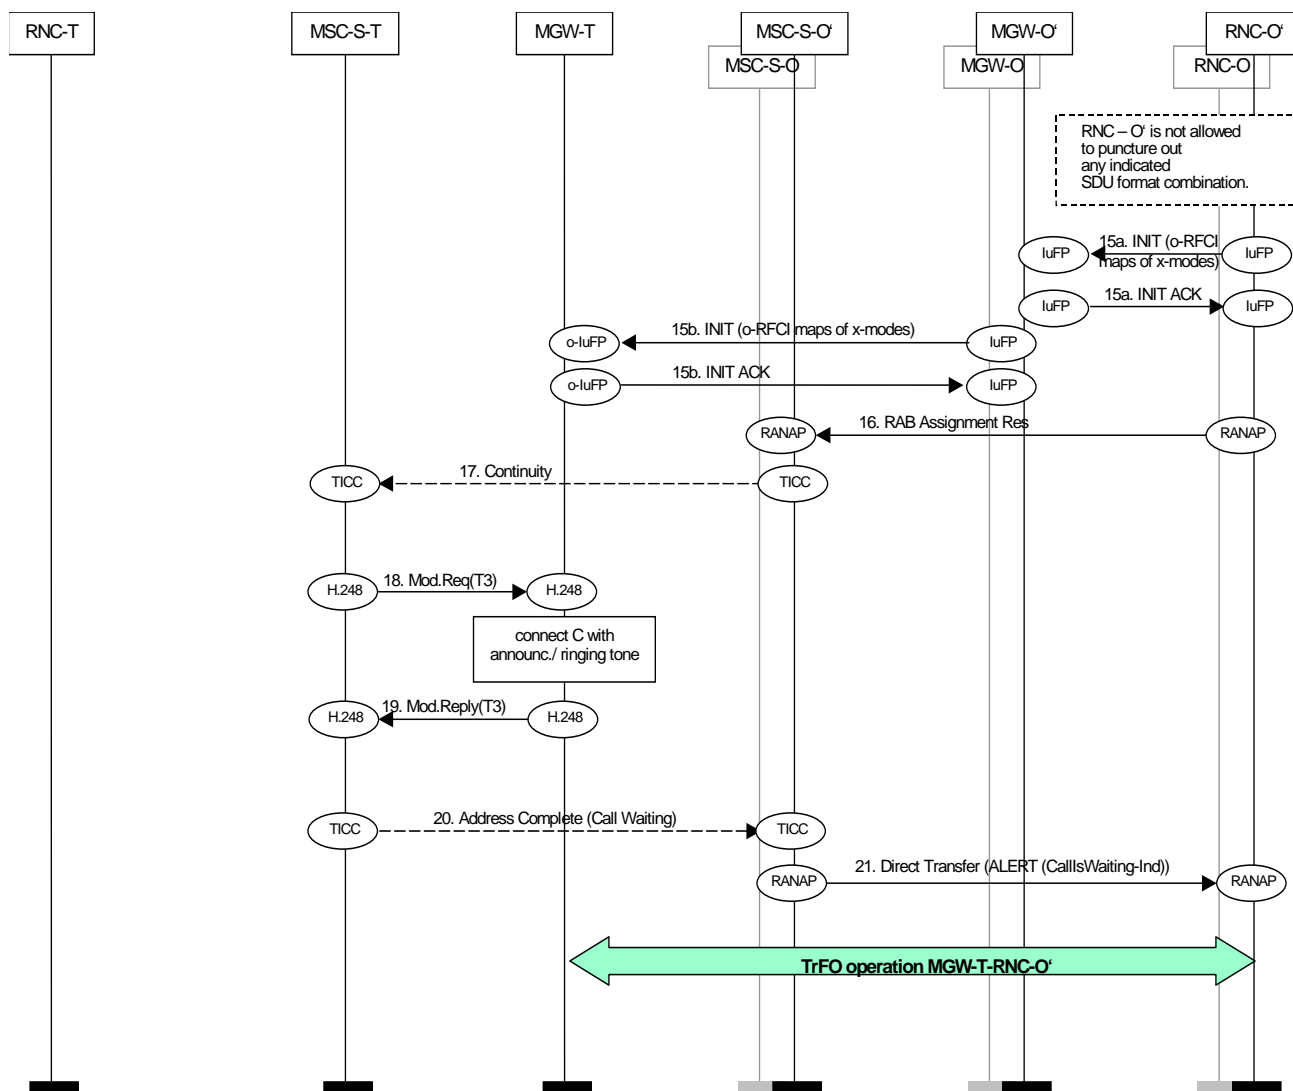 RNC-T
MSC-S-T
MGW-T
MSC-S-O‘
MGW-O‘
RNC-O‘
MSC-S-O
MGW-O
RNC-O
RNC – O‘ is not allowed
to puncture out
any indicated
SDU format combination.
IuFP
15a. INIT (o-RFCI
maps of x-modes)
IuFP
IuFP
15a. INIT ACK
IuFP
o-IuFP
15b. INIT (o-RFCI maps of x-modes)
IuFP
o-IuFP
15b. INIT ACK
IuFP
RANAP
16. RAB Assignment Res
RANAP
TICC
17. Continuity
TICC
H.248
18. Mod.Req(T3)
H.248
connect C with
announc./ ringing tone
H.248
19. Mod.Reply(T3)
H.248
TICC
20. Address Complete (Call Waiting)
TICC
RANAP
21. Direct Transfer (ALERT (CallIsWaiting-Ind))
RANAP
TrFO operation MGW-T-RNC-O‘